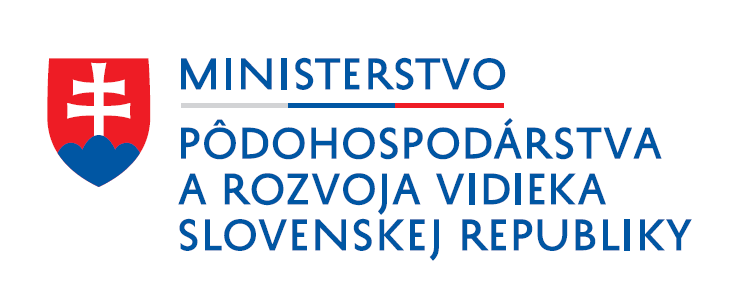 MINISTERSTVO
PÔDOHOSPODÁRSTVA
A ROZVOJA VIDIEKA
SLOVENSKEJ REPUBLIKY